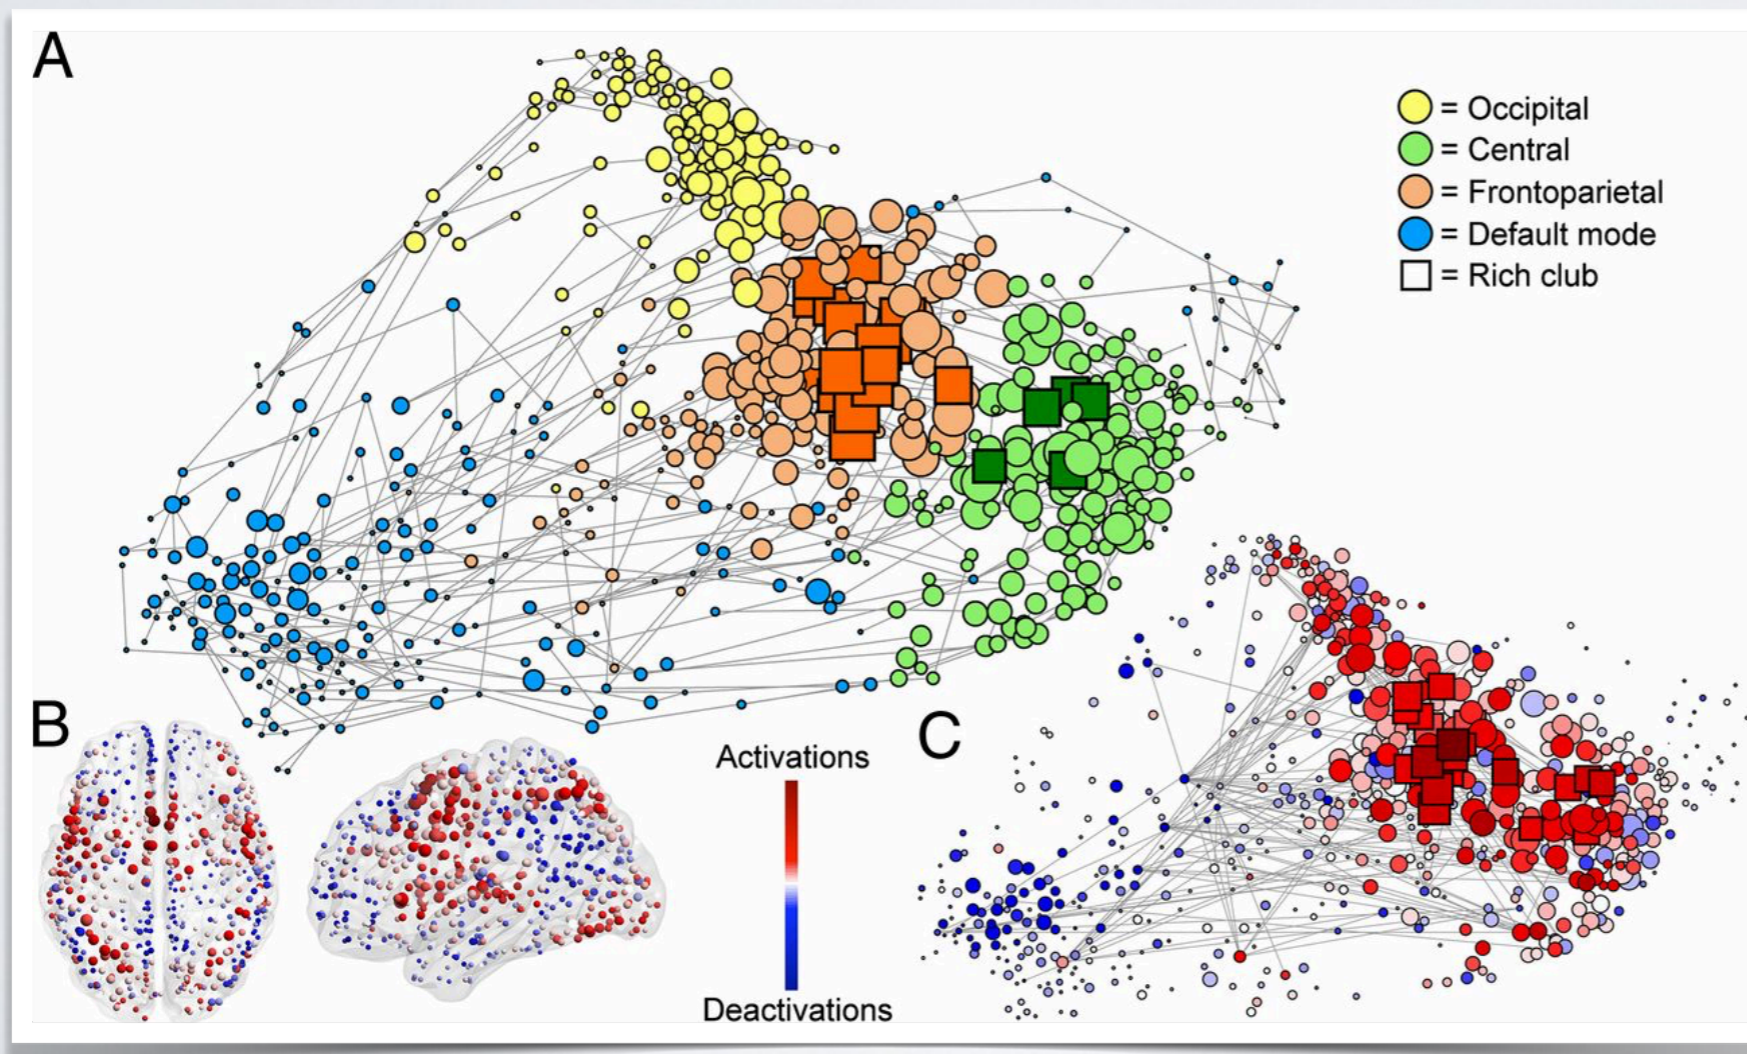 A
= Occipital
= Central
= Frontoparietal
= Default mode
= Rich club
B
Activations
Deactivations
C